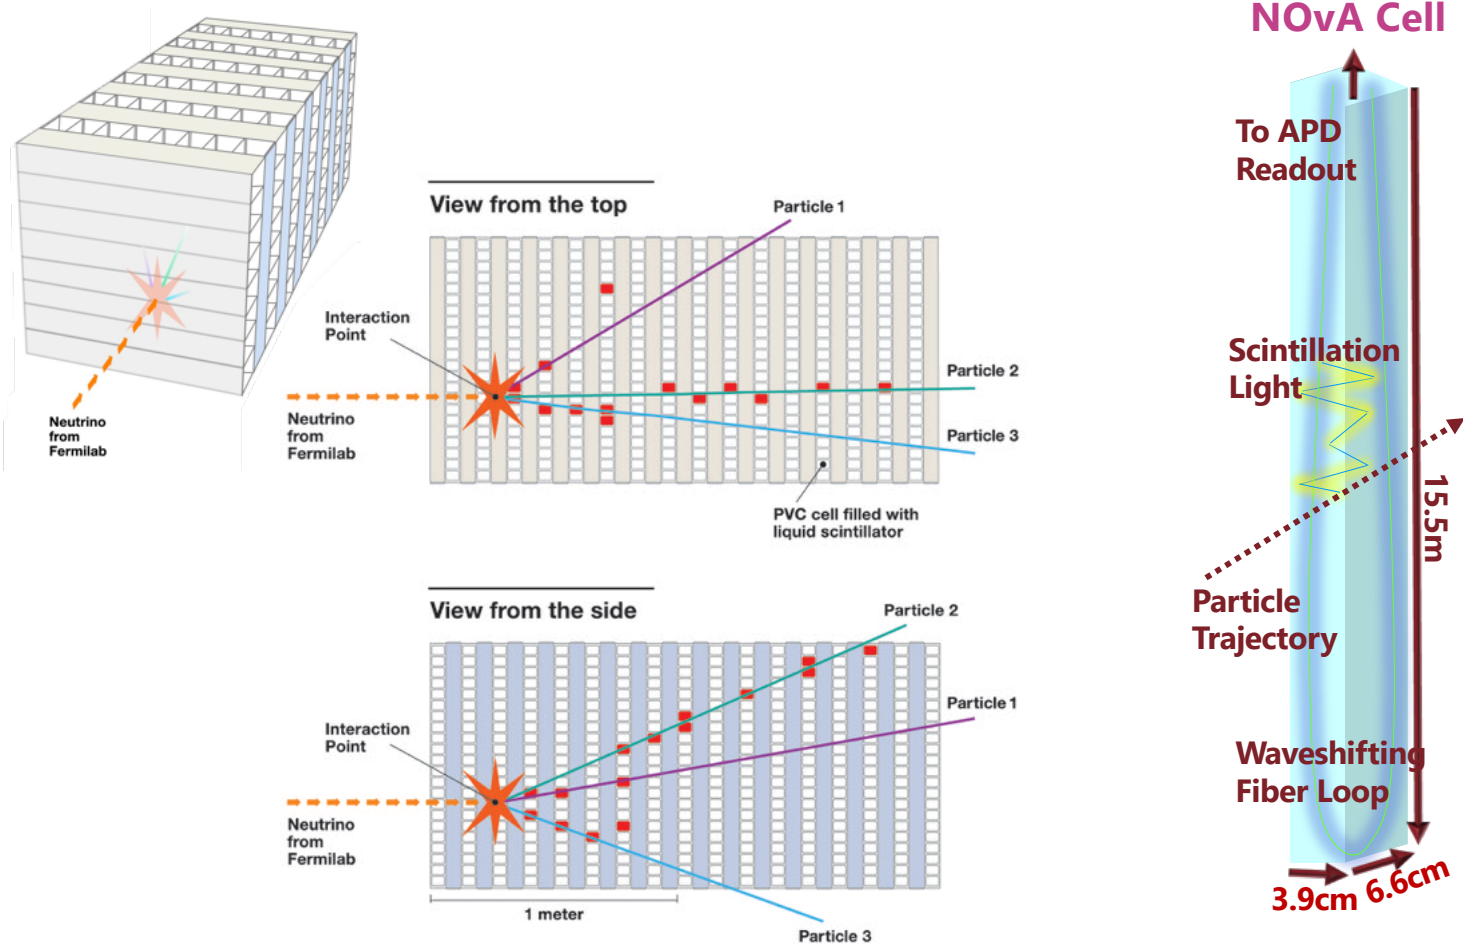 Neutrino
from
Fermilab
View from the top
Particle 1
Interaction
Point
Particle 2
Neutrino
from
Fermilab
Particle 3
PVC cell filled with
liquid scintillator
View from the side
Particle 2
Particle 1
Interaction
Point
Neutrino
from
Fermilab
1 meter
Particle 3
NOvA Cell
To APD
Readout
Scintillation
Light
15.5m
Particle
Trajectory
Waveshifting
Fiber Loop
3.9cm
6.6cm